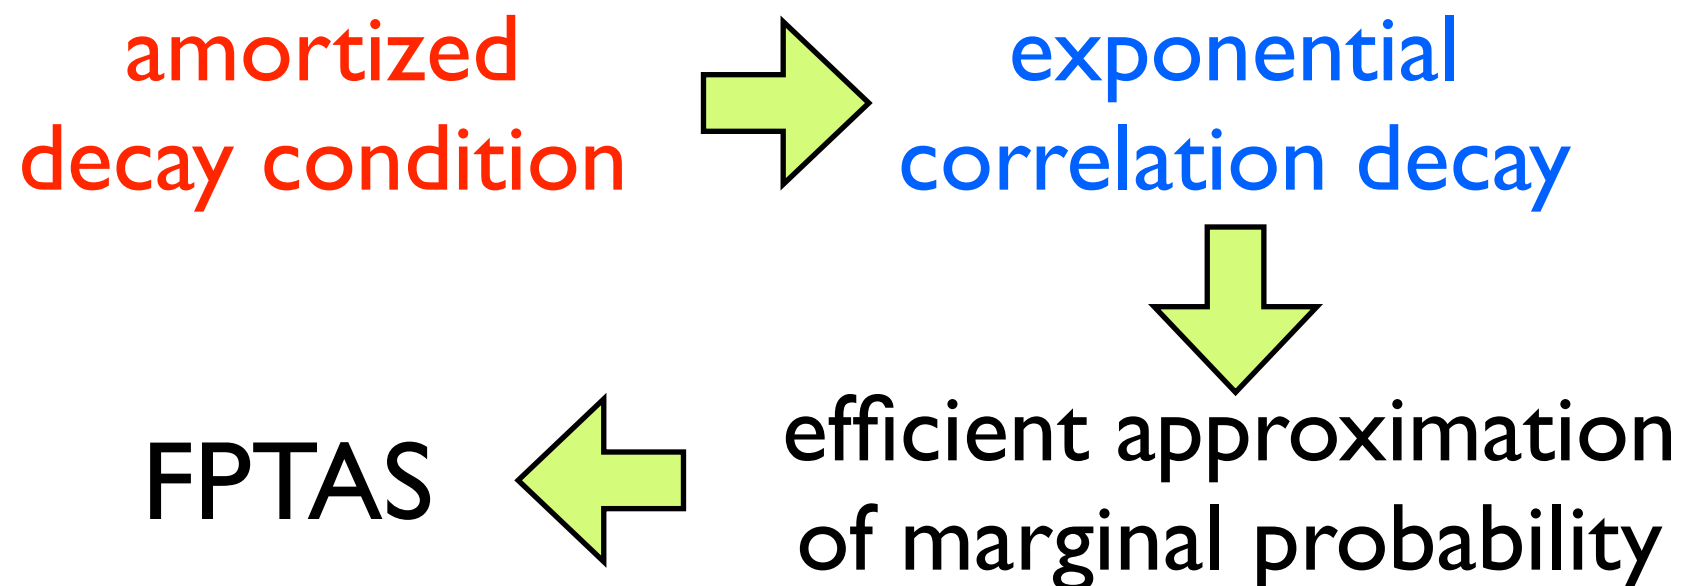 amortized
decay condition
exponential
correlation decay
efficient approximation
of marginal probability
FPTAS